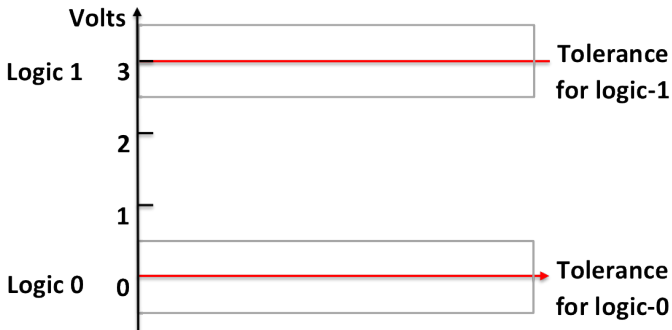 Volts
Logic 1 3 Tolerance
for logic-1
2
1
Logic 0 0 Tolerance
for logic-0